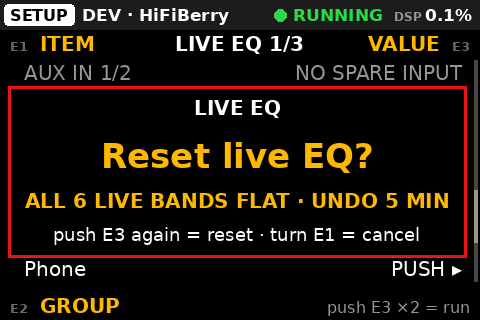 SETUP DEV · HiFiBerry RUNNING DSP 0.1%
E1 ITEM LIVE EQ 1/3 VALUE E3
AUX IN 1/2 NO SPARE INPUT
LIVE EQ
Reset live EQ?
ALL 6 LIVE BANDS FLAT · UNDO 5 MIN
push E3 again = reset · turn E1 = cancel
Phone PUSH ▸
E2 GROUP push E3 ×2 = run